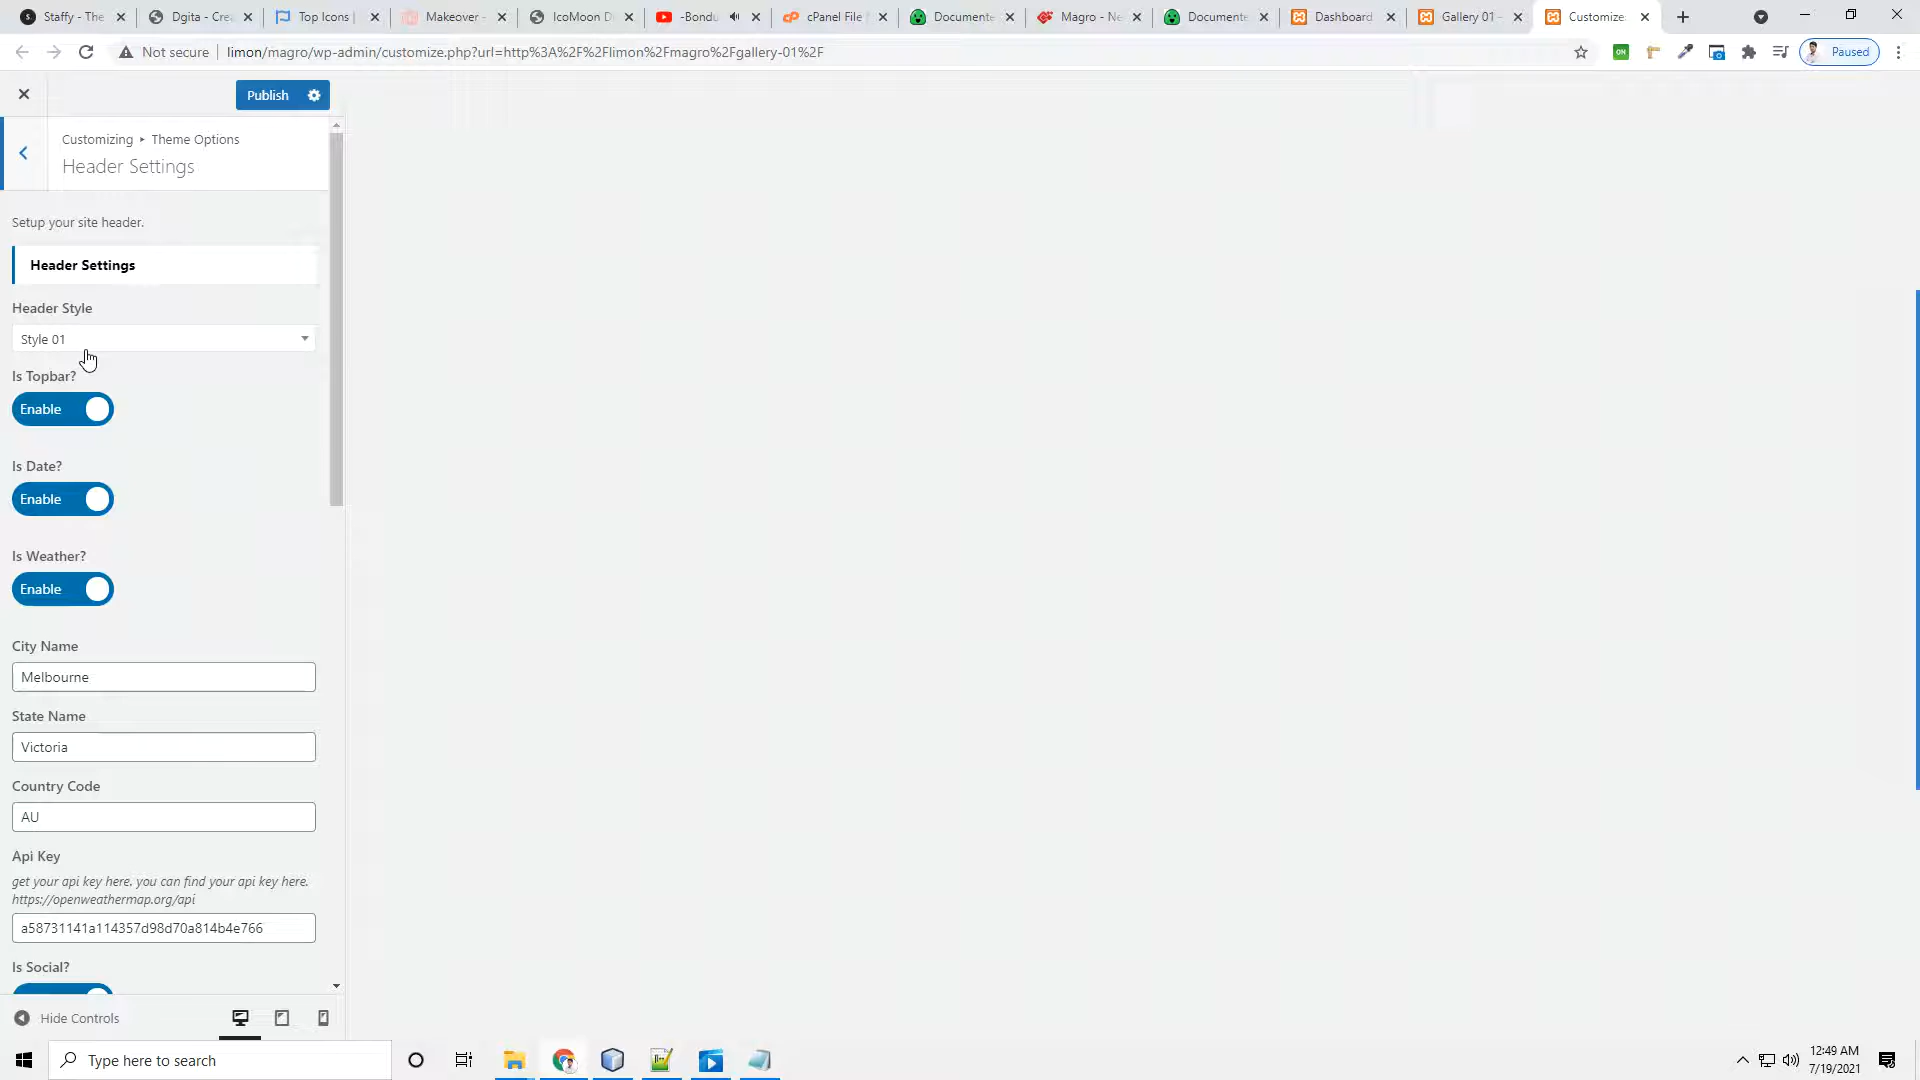 Staffy - The
Dgita - Crea
Top Icons |
Makeover -
IcoMoon D
-Bondu
cPanel File
Documente
Magro - Ne
Documente
Dashboard
Gallery 01 -
Customize
Not secure
limon/magro/wp-admin/customize.php?url=http%3A%2F%2Flimon%2Fmagro%2Fgallery-01%2F
Paused
Publish
Customizing ▸ Theme Options
Header Settings
Setup your site header.
Header Settings
Header Style
Style 01
Is Topbar?
Enable
Is Date?
Enable
Is Weather?
Enable
City Name
Melbourne
State Name
Victoria
Country Code
AU
Api Key
get your api key here. you can find your api key here.
https://openweathermap.org/api
a58731141a114357d98d70a814b4e766
Is Social?
Hide Controls
Type here to search
12:49 AM
7/19/2021